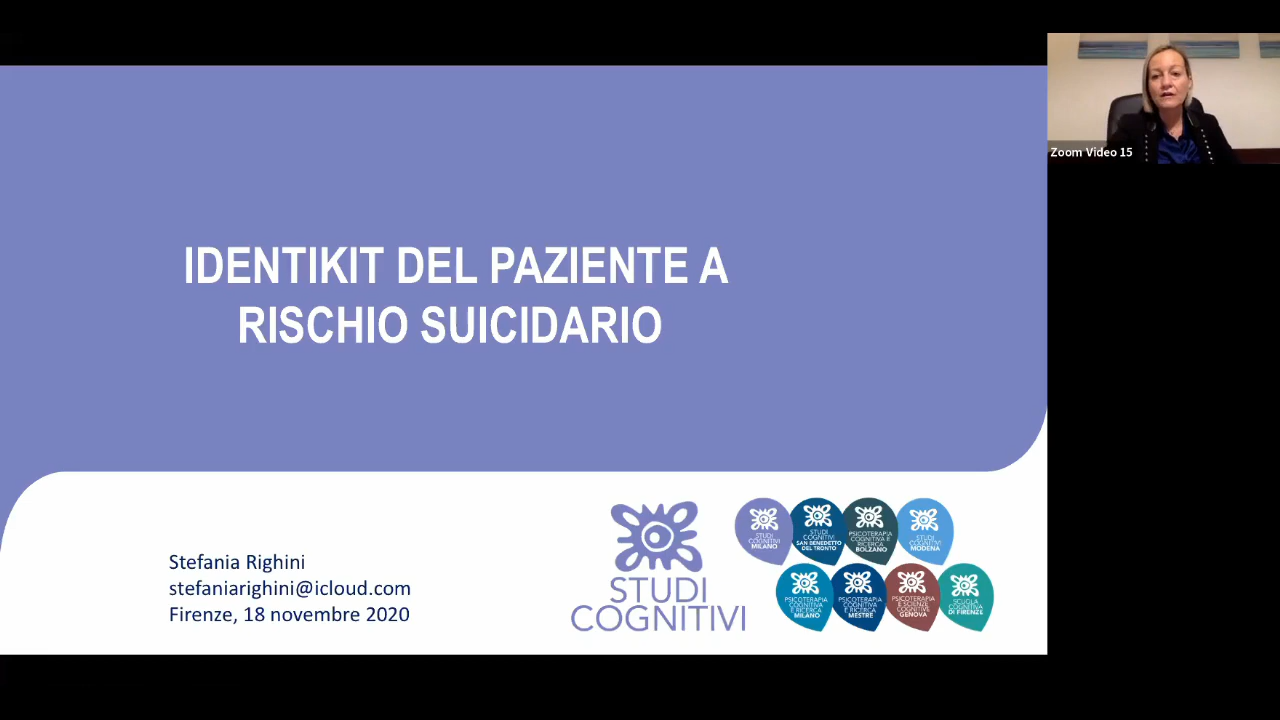 Zoom Video 15
IDENTIKIT DEL PAZIENTE A
RISCHIO SUICIDARIO
Stefania Righini
stefaniarighini@icloud.com
Firenze, 18 novembre 2020
STUDI
COGNITIVI
STUDI
COGNITIVI
MILANO
STUDI
COGNITIVI
SAN BENEDETTO
DEL TRONTO
PSICOTERAPIA
COGNITIVA E
RICERCA
BOLZANO
STUDI
COGNITIVI
MODENA
PSICOTERAPIA
COGNITIVA
E RICERCA
MILANO
PSICOTERAPIA
COGNITIVA
E RICERCA
MESTRE
PSICOTERAPIA
E SCIENZE
COGNITIVE
GENOVA
SCUOLA
COGNITIVA
DI FIRENZE